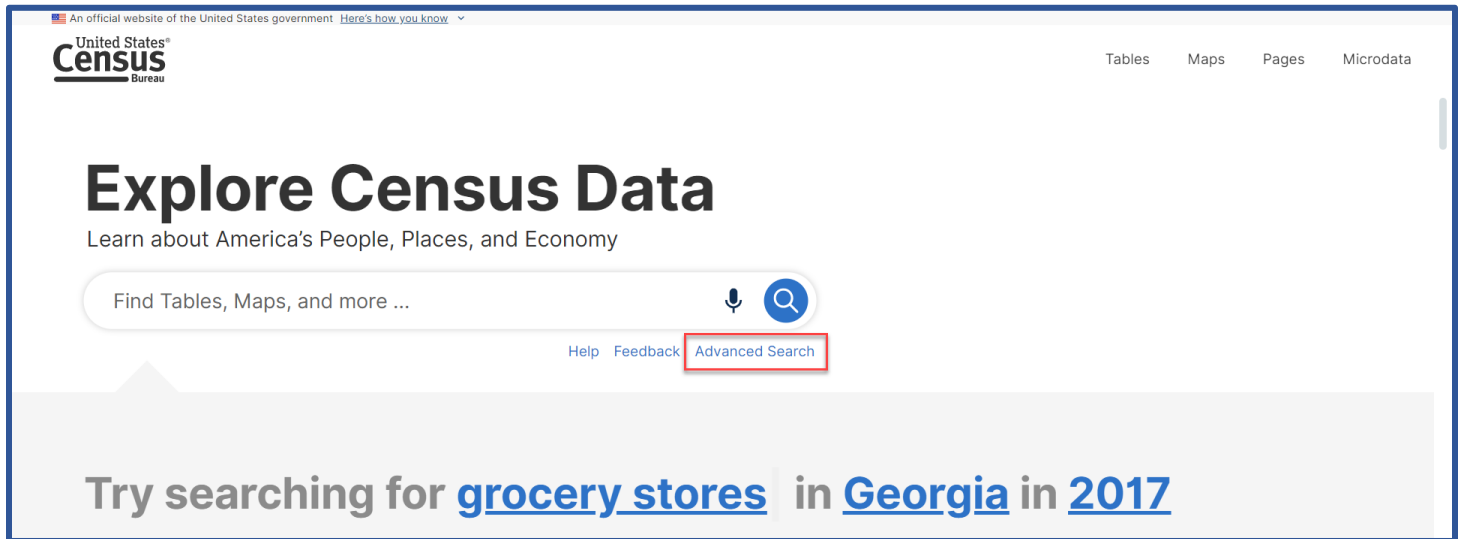 An official website of the United States government Here's how you know
United States®
Census
Bureau
Tables Maps Pages Microdata
Explore Census Data
Learn about America's People, Places, and Economy
Find Tables, Maps, and more ...
Help Feedback Advanced Search
Try searching for grocery stores in Georgia in 2017